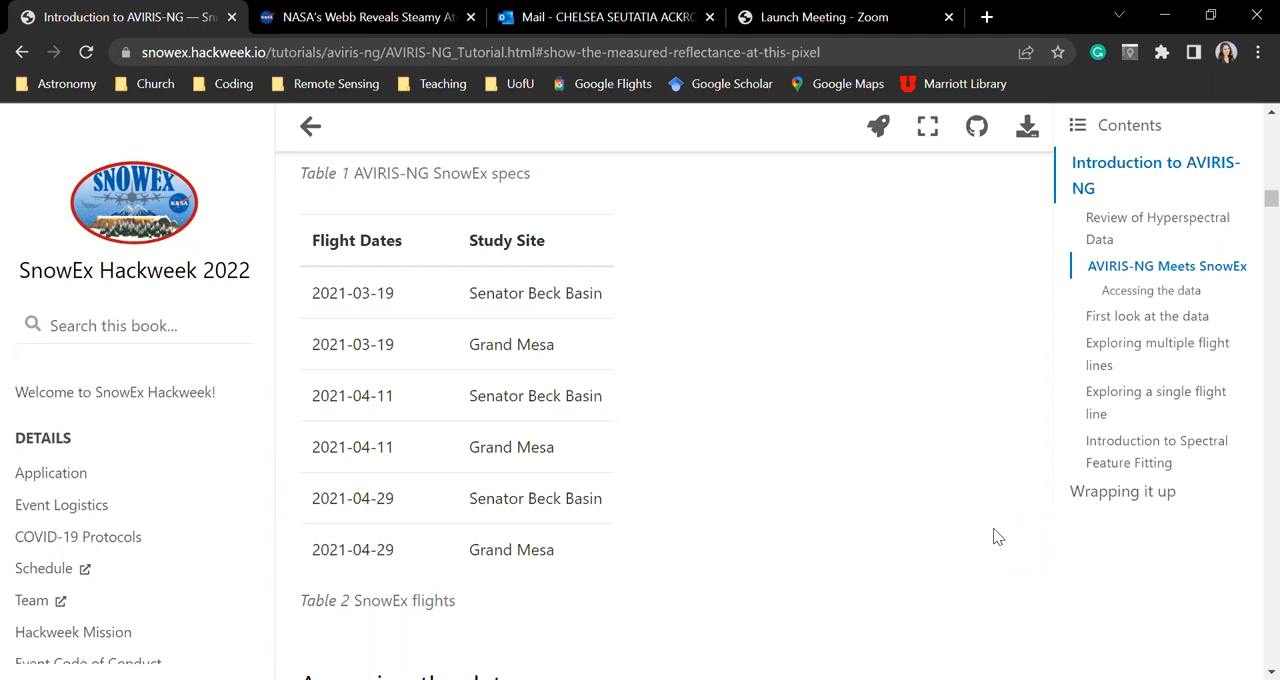 Introduction to AVIRIS-NG — Sn
NASA's Webb Reveals Steamy At
Mail - CHELSEA SEUTATIA ACKRO
Launch Meeting - Zoom
snowex.hackweek.io/tutorials/aviris-ng/AVIRIS-NG_Tutorial.html#show-the-measured-reflectance-at-this-pixel
Astronomy
Church
Coding
Remote Sensing
Teaching
UofU
Google Flights
Google Scholar
Google Maps
Marriott Library
SNOWEX
NASA
SnowEx Hackweek 2022
Search this book...
Welcome to SnowEx Hackweek!
DETAILS
Application
Event Logistics
COVID-19 Protocols
Schedule
Team
Hackweek Mission
Event Code of Conduct
Table 1 AVIRIS-NG SnowEx specs
Flight Dates Study Site
2021-03-19 Senator Beck Basin
2021-03-19 Grand Mesa
2021-04-11 Senator Beck Basin
2021-04-11 Grand Mesa
2021-04-29 Senator Beck Basin
2021-04-29 Grand Mesa
Table 2 SnowEx flights
Accessing the data
Contents
Introduction to AVIRIS-
NG
Review of Hyperspectral
Data
AVIRIS-NG Meets SnowEx
Accessing the data
First look at the data
Exploring multiple flight
lines
Exploring a single flight
line
Introduction to Spectral
Feature Fitting
Wrapping it up